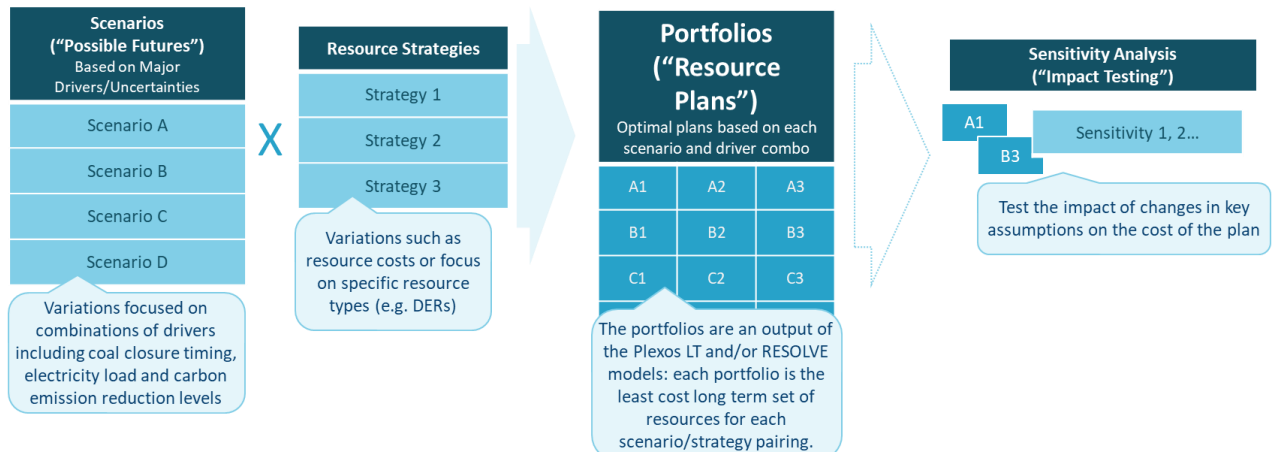 Scenarios
(“Possible Futures”)
Based on Major
Drivers/Uncertainties
Scenario A
Scenario B
Scenario C
Scenario D
Variations focused on
combinations of drivers
including coal closure timing,
electricity load and carbon
emission reduction levels
X
Resource Strategies
Strategy 1
Strategy 2
Strategy 3
Variations such as
resource costs or focus
on specific resource
types (e.g. DERs)
Portfolios
(“Resource
Plans”)
Optimal plans based on each
scenario and driver combo
A1 A2 A3
B1 B2 B3
C1 C2 C3
The portfolios are an output of
the Plexos LT and/or RESOLVE
models: each portfolio is the
least cost long term set of
resources for each
scenario/strategy pairing.
Sensitivity Analysis
(“Impact Testing”)
A1
B3
Sensitivity 1, 2...
Test the impact of changes in key
assumptions on the cost of the plan